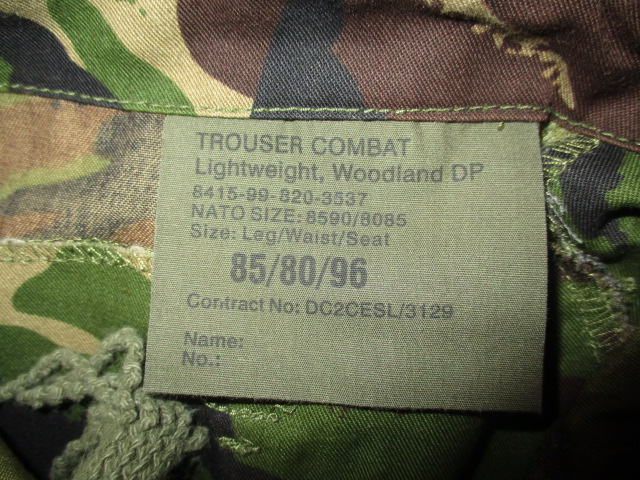 TROUSER COMBAT
Lightweight, Woodland DP
8415-99-820-3537
NATO SIZE: 8590/8085
Size: Leg/Waist/Seat
85/80/96
Contract No: DC2CESL/3129
Name:
No.: